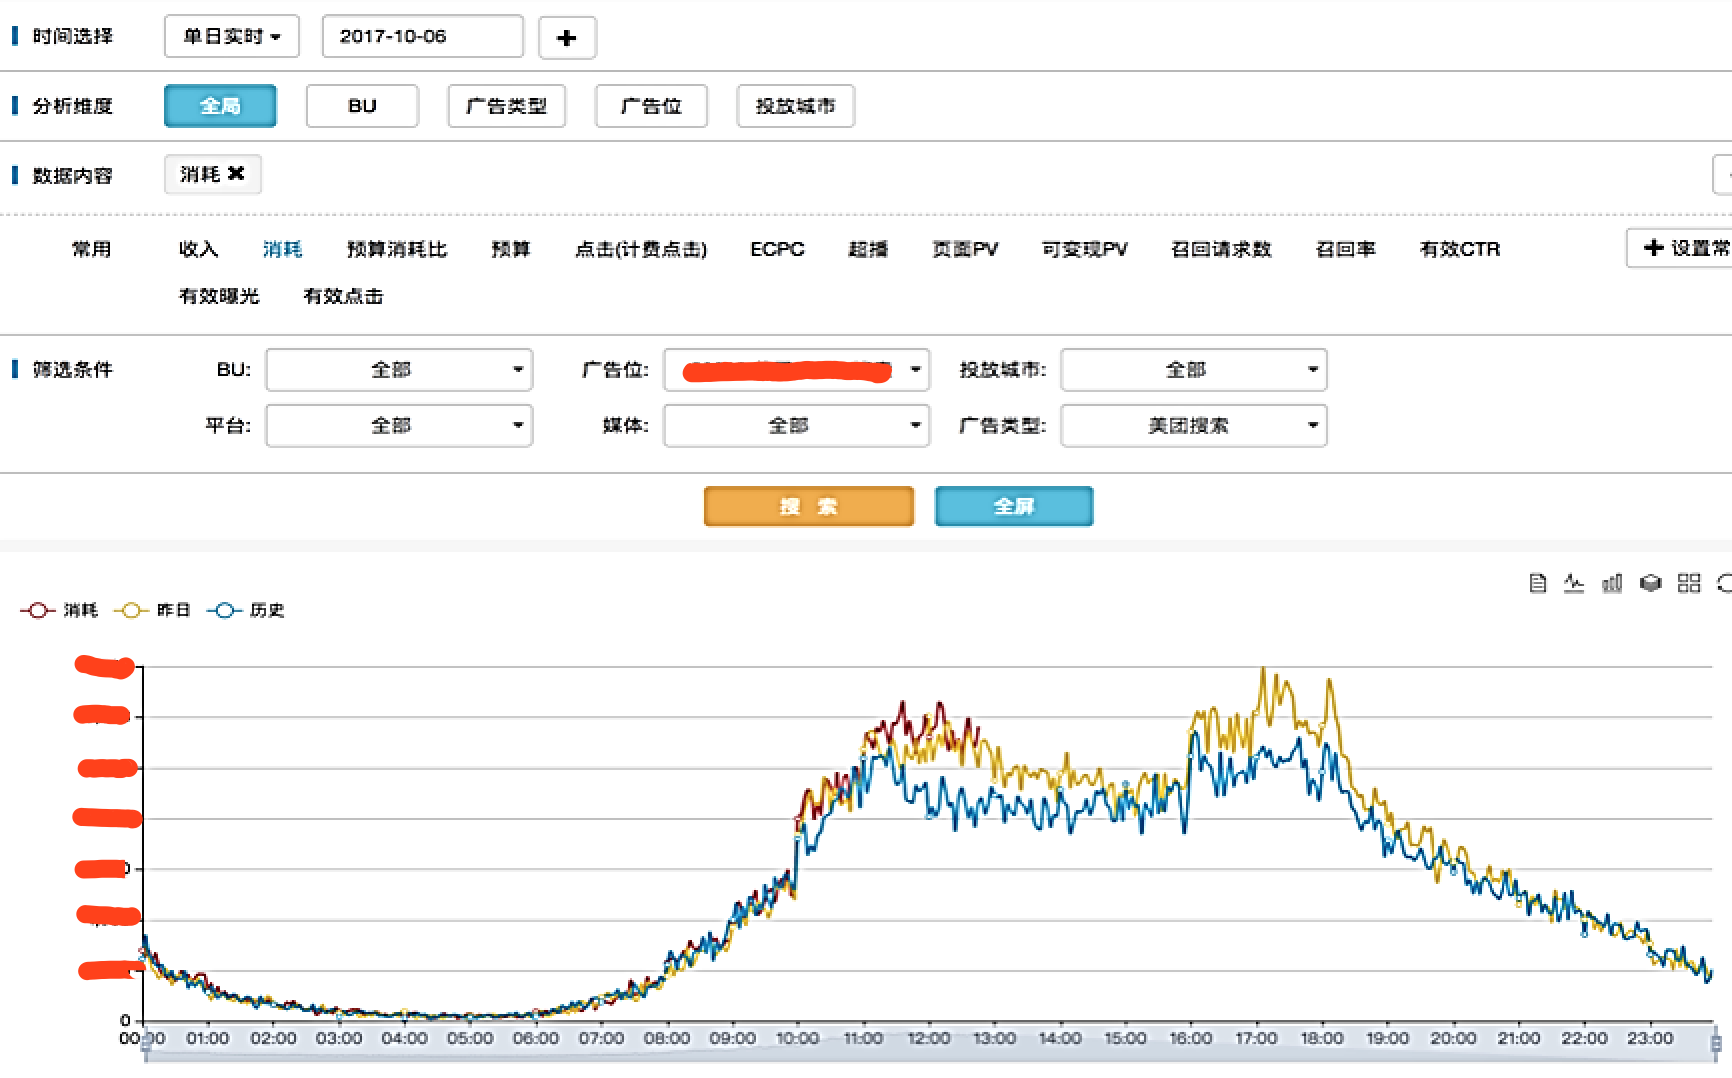 时间选择 单日实时 2017-10-06 +
分析维度 全局 BU 广告类型 广告位 投放城市
数据内容 消耗 ✖
常用 收入 消耗 预算消耗比 预算 点击(计费点击) ECPC 超播 页面PV 可变现PV 召回请求数 召回率 有效CTR + 设置常
有效曝光 有效点击
筛选条件 BU: 全部 广告位: 投放城市: 全部
平台: 全部 媒体: 全部 广告类型: 美团搜索
搜 索 全屏
消耗 昨日 历史
0
00:00 01:00 02:00 03:00 04:00 05:00 06:00 07:00 08:00 09:00 10:00 11:00 12:00 13:00 14:00 15:00 16:00 17:00 18:00 19:00 20:00 21:00 22:00 23:00